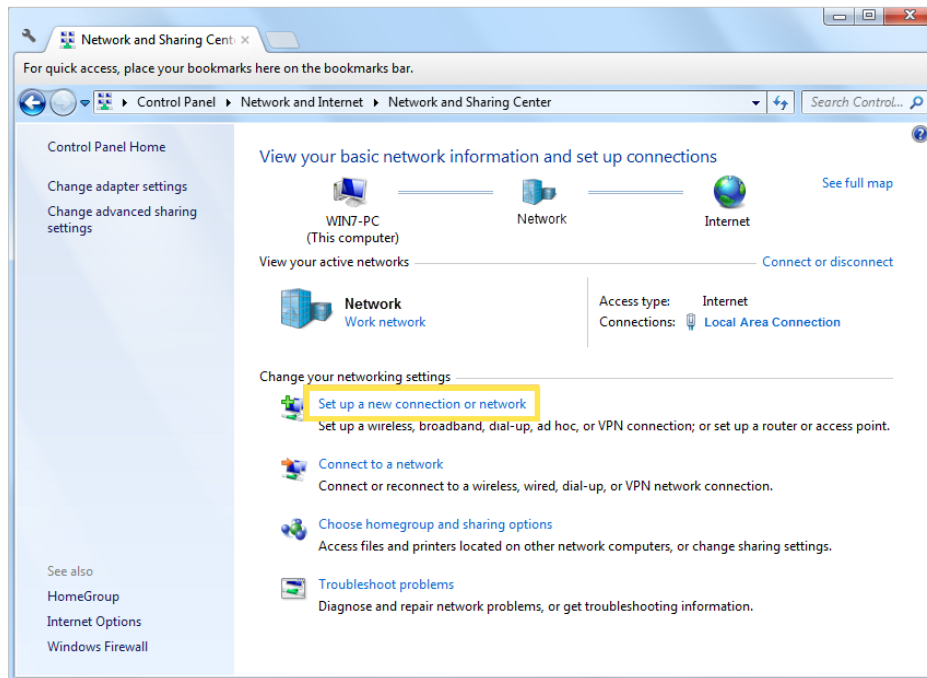 Network and Sharing Cent
For quick access, place your bookmarks here on the bookmarks bar.
Control Panel Network and Internet Network and Sharing Center
Search Control...
Control Panel Home
Change adapter settings
Change advanced sharing
settings
See also
HomeGroup
Internet Options
Windows Firewall
View your basic network information and set up connections
See full map
WIN7-PC
(This computer)
Network
Internet
View your active networks
Connect or disconnect
Network
Work network
Access type: Internet
Connections: Local Area Connection
Change your networking settings
Set up a new connection or network
Set up a wireless, broadband, dial-up, ad hoc, or VPN connection; or set up a router or access point.
Connect to a network
Connect or reconnect to a wireless, wired, dial-up, or VPN network connection.
Choose homegroup and sharing options
Access files and printers located on other network computers, or change sharing settings.
Troubleshoot problems
Diagnose and repair network problems, or get troubleshooting information.